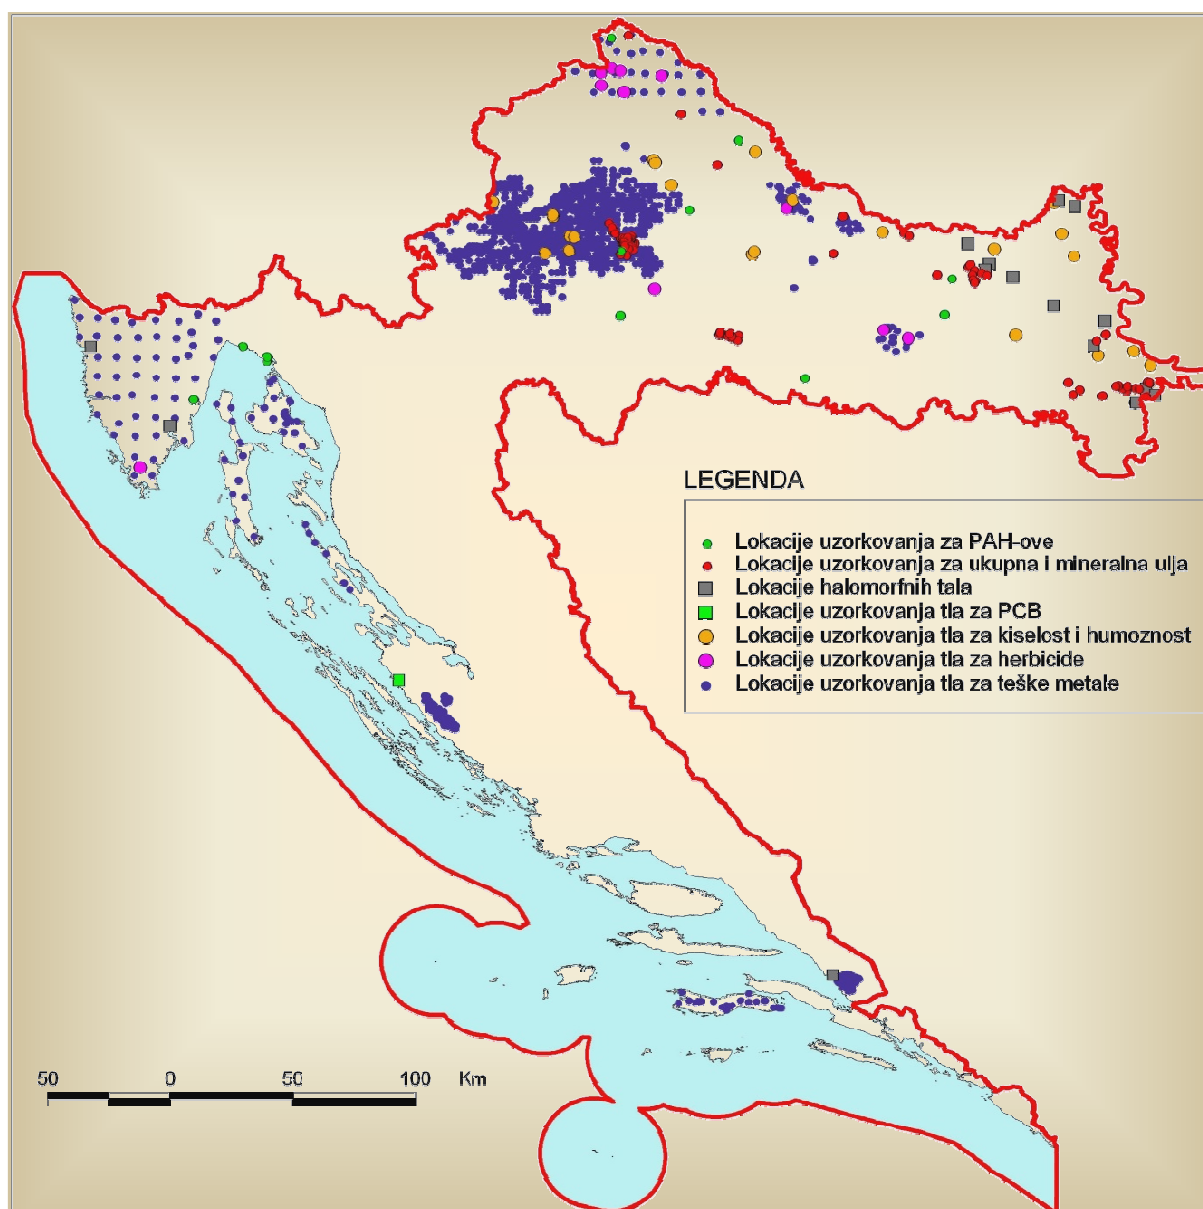 LEGENDA
Lokacije uzorkovanja za PAH-ove
Lokacije uzorkovanja za ukupna i mineralna ulja
Lokacije halomorfnih tala
Lokacije uzorkovanja tla za PCB
Lokacije uzorkovanja tla za kiselost i humoznost
Lokacije uzorkovanja tla za herbicide
Lokacije uzorkovanja tla za teške metale
50 0 50 100 Km